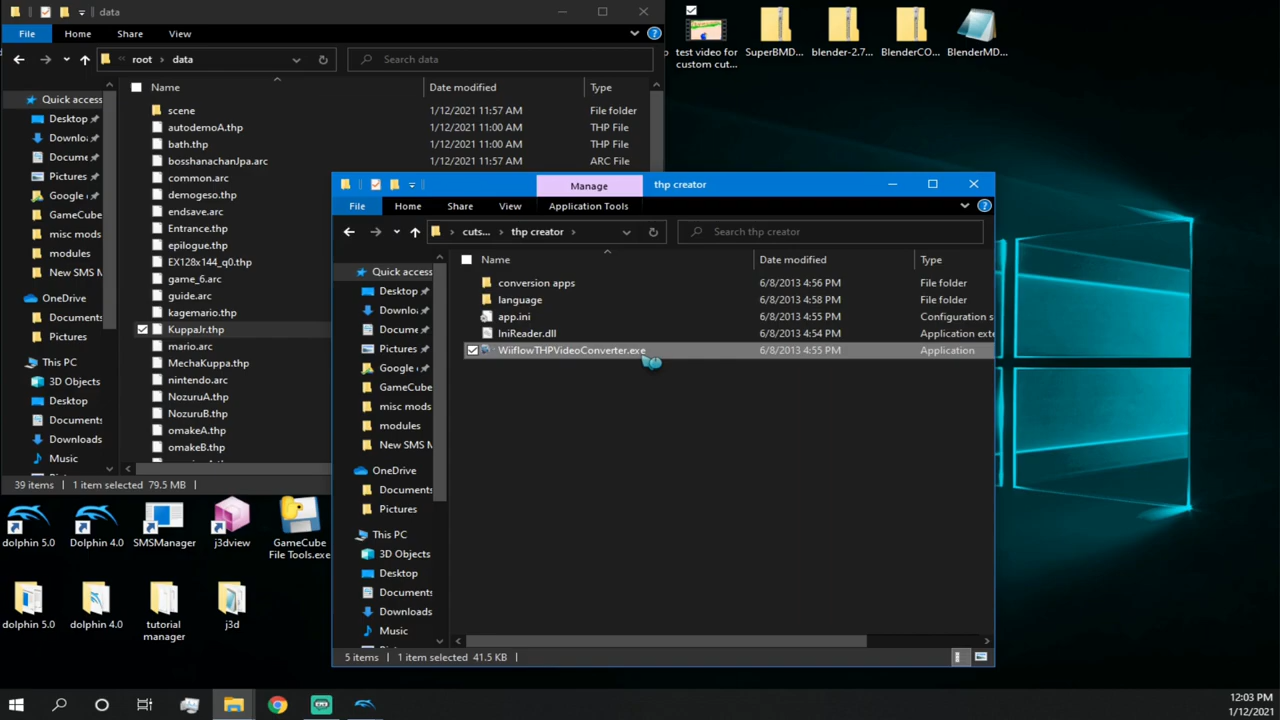 data
File
Home
Share
View
root
data
Search data
Name
Date modified
Type
Quick access
Desktop
Downlo
Docume
Pictures
Google
GameCube
misc mods
modules
New SMS
OneDrive
Documents
Pictures
This PC
3D Objects
Desktop
Documents
Downloads
Music
scene 1/12/2021 11:57 AM File folder
autodemoA.thp 1/12/2021 11:00 AM THP File
bath.thp 1/12/2021 11:00 AM THP File
bosshanachanJpa.arc 1/12/2021 11:57 AM ARC File
common.arc
demogeso.thp
endsave.arc
Entrance.thp
epilogue.thp
EX128x144_q0.thp
game_6.arc
guide.arc
kagemario.thp
KuppaJr.thp
mario.arc
MechaKuppa.thp
nintendo.arc
NozuruA.thp
NozuruB.thp
omakeA.thp
omakeB.thp
39 items
1 item selected 79.5 MB
test video for
custom cut...
SuperBMD...
blender-2.7...
BlenderCO...
BlenderMD...
Manage
thp creator
File
Home
Share
View
Application Tools
cuts...
thp creator
Search thp creator
Name
Date modified
Type
Quick access
Desktop
Downlo
Docume
Pictures
Google
GameCube
misc mods
modules
New SMS M
OneDrive
Documents
Pictures
This PC
3D Objects
Desktop
Documents
Downloads
Music
conversion apps 6/8/2013 4:56 PM File folder
language 6/8/2013 4:58 PM File folder
app.ini 6/8/2013 4:55 PM Configuration s
IniReader.dll 6/8/2013 4:54 PM Application exte
WiiflowTHPVideoConverter.exe 6/8/2013 4:55 PM Application
5 items
1 item selected 41.5 KB
dolphin 5.0
Dolphin 4.0
SMSManager
j3dview
GameCube
File Tools.exe
dolphin 5.0
dolphin 4.0
tutorial
manager
j3d
12:03 PM
1/12/2021